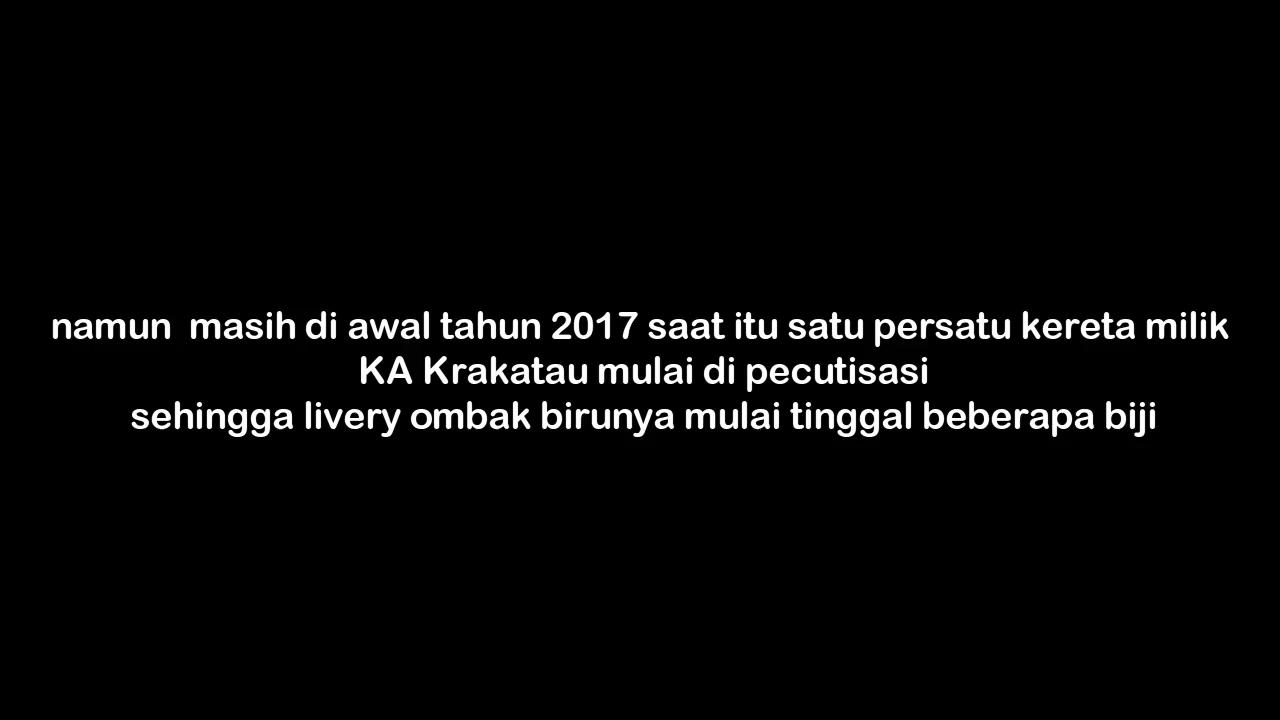 namun  masih di awal tahun 2017 saat itu satu persatu kereta milik
KA Krakatau mulai di pecutisasi
sehingga livery ombak birunya mulai tinggal beberapa biji